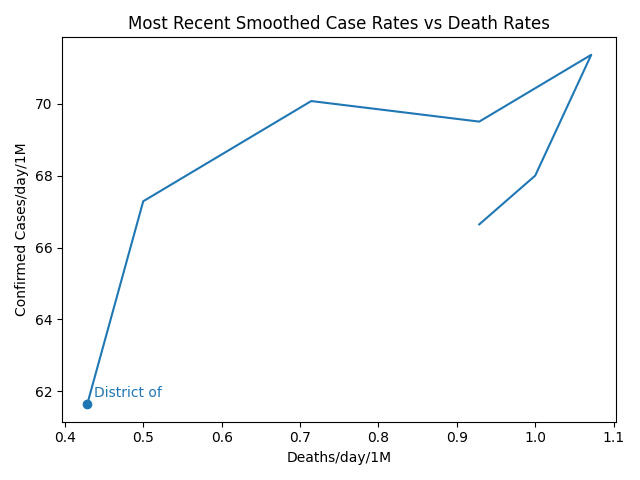 Most Recent Smoothed Case Rates vs Death Rates
Confirmed Cases/day/1M
70
68
66
64
62
District of
0.4 0.5 0.6 0.7 0.8 0.9 1.0 1.1
Deaths/day/1M